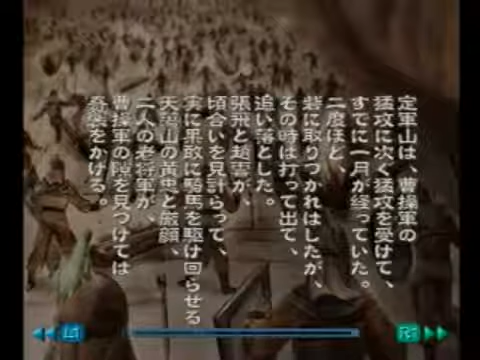 定軍山は、曹操軍の
猛攻に次ぐ猛攻を受けて、
すでに一月が経っていた。
二度ほど、
砦に取りつかれはしたが、
その時は打って出て、
追い落とした。
張飛と趙雲が、
頃合いを見計らって、
実に果敢に騎馬を駆け回らせる
天蕩山の黄忠と厳顔、
二人の老将軍が、
曹操軍の隙を見つけては
奇襲をかける。
L1
R1